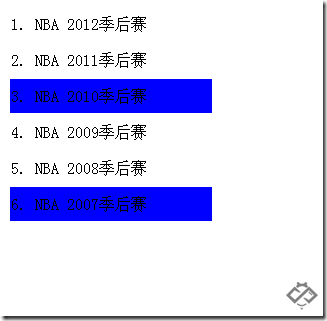 1. NBA 2012季后赛
2. NBA 2011季后赛
3. NBA 2010季后赛
4. NBA 2009季后赛
5. NBA 2008季后赛
6. NBA 2007季后赛